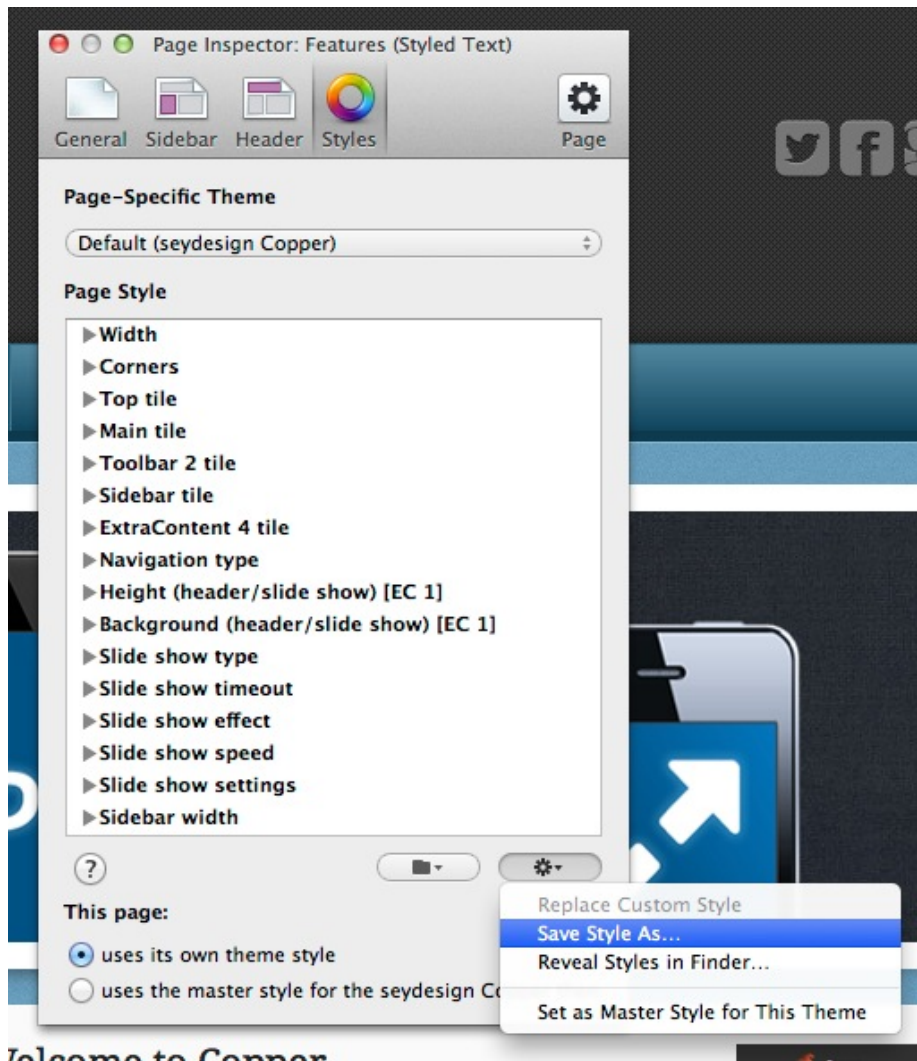 Page Inspector: Features (Styled Text)
General Sidebar Header Styles Page
Page-Specific Theme
Default (seydesign Copper)
Page Style
Width
Corners
Top tile
Main tile
Toolbar 2 tile
Sidebar tile
ExtraContent 4 tile
Navigation type
Height (header/slide show) [EC 1]
Background (header/slide show) [EC 1]
Slide show type
Slide show timeout
Slide show effect
Slide show speed
Slide show settings
Sidebar width
?
This page:
uses its own theme style
uses the master style for the seydesign
Replace Custom Style
Save Style As...
Reveal Styles in Finder...
Set as Master Style for This Theme
to Copper